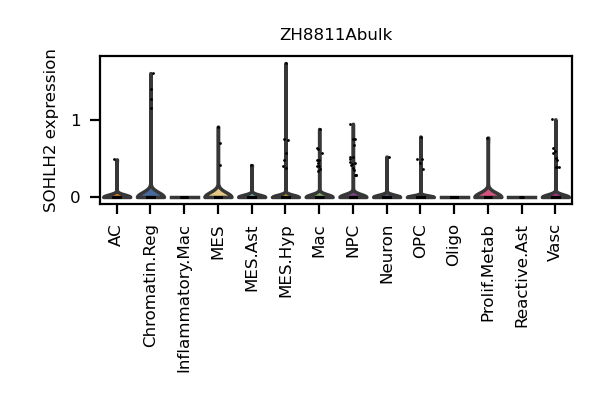 ZH8811Abulk
SOHLH2 expression
1
0
AC
Chromatin.Reg
Inflammatory.Mac
MES
MES.Ast
MES.Hyp
Mac
NPC
Neuron
OPC
Oligo
Prolif.Metab
Reactive.Ast
Vasc